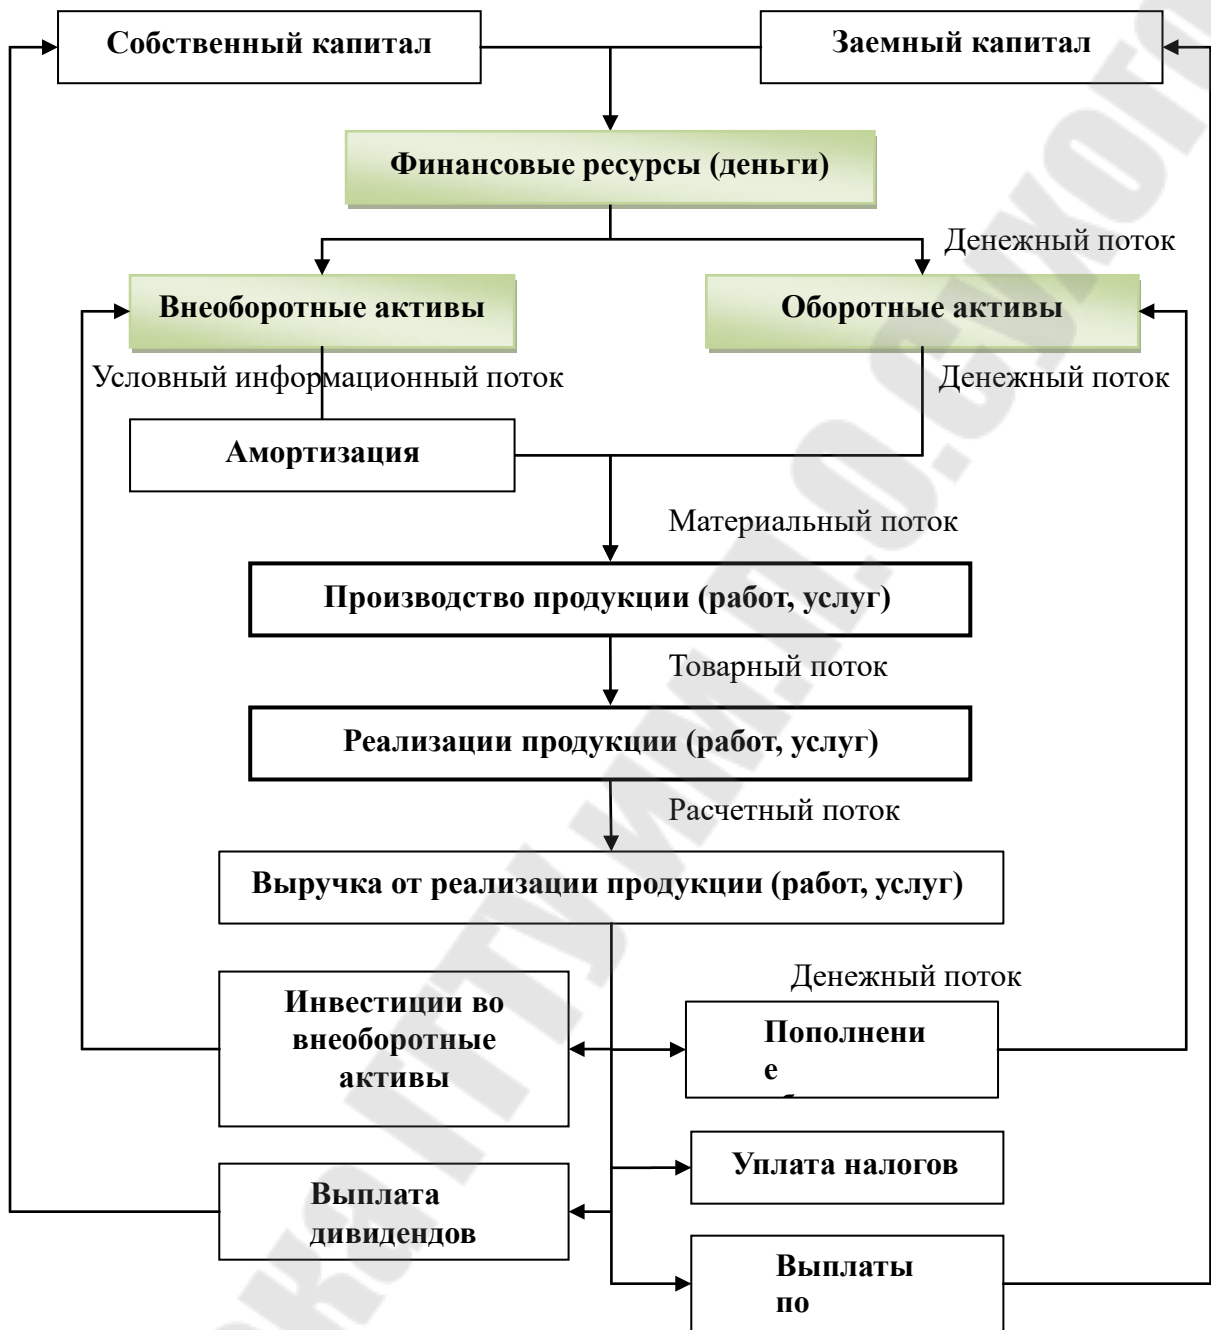 Собственный капитал
Заемный капитал
Финансовые ресурсы (деньги)
Денежный поток
Внеоборотные активы
Оборотные активы
Условный информационный поток
Денежный поток
Амортизация
Материальный поток
Производство продукции (работ, услуг)
Товарный поток
Реализации продукции (работ, услуг)
Расчетный поток
Выручка от реализации продукции (работ, услуг)
Денежный поток
Инвестиции во
внеоборотные
активы
Пополнени
е
Уплата налогов
Выплата
дивидендов
Выплаты
по
ГГТУ им. П.О.